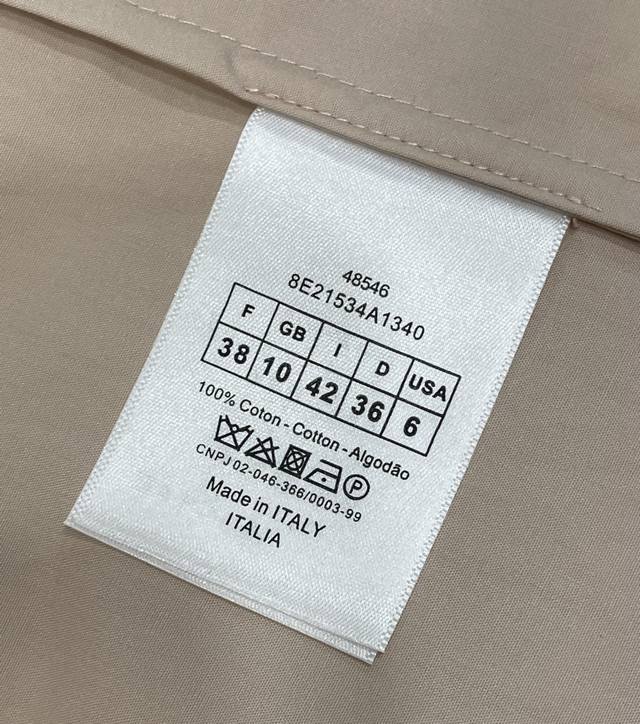 48546
8E21534A1340
F GB I D USA
38 10 42 36 6
100% Coton - Cotton - Algodão
P
CNPJ 02-046-366/0003-99
Made in ITALY
ITALIA